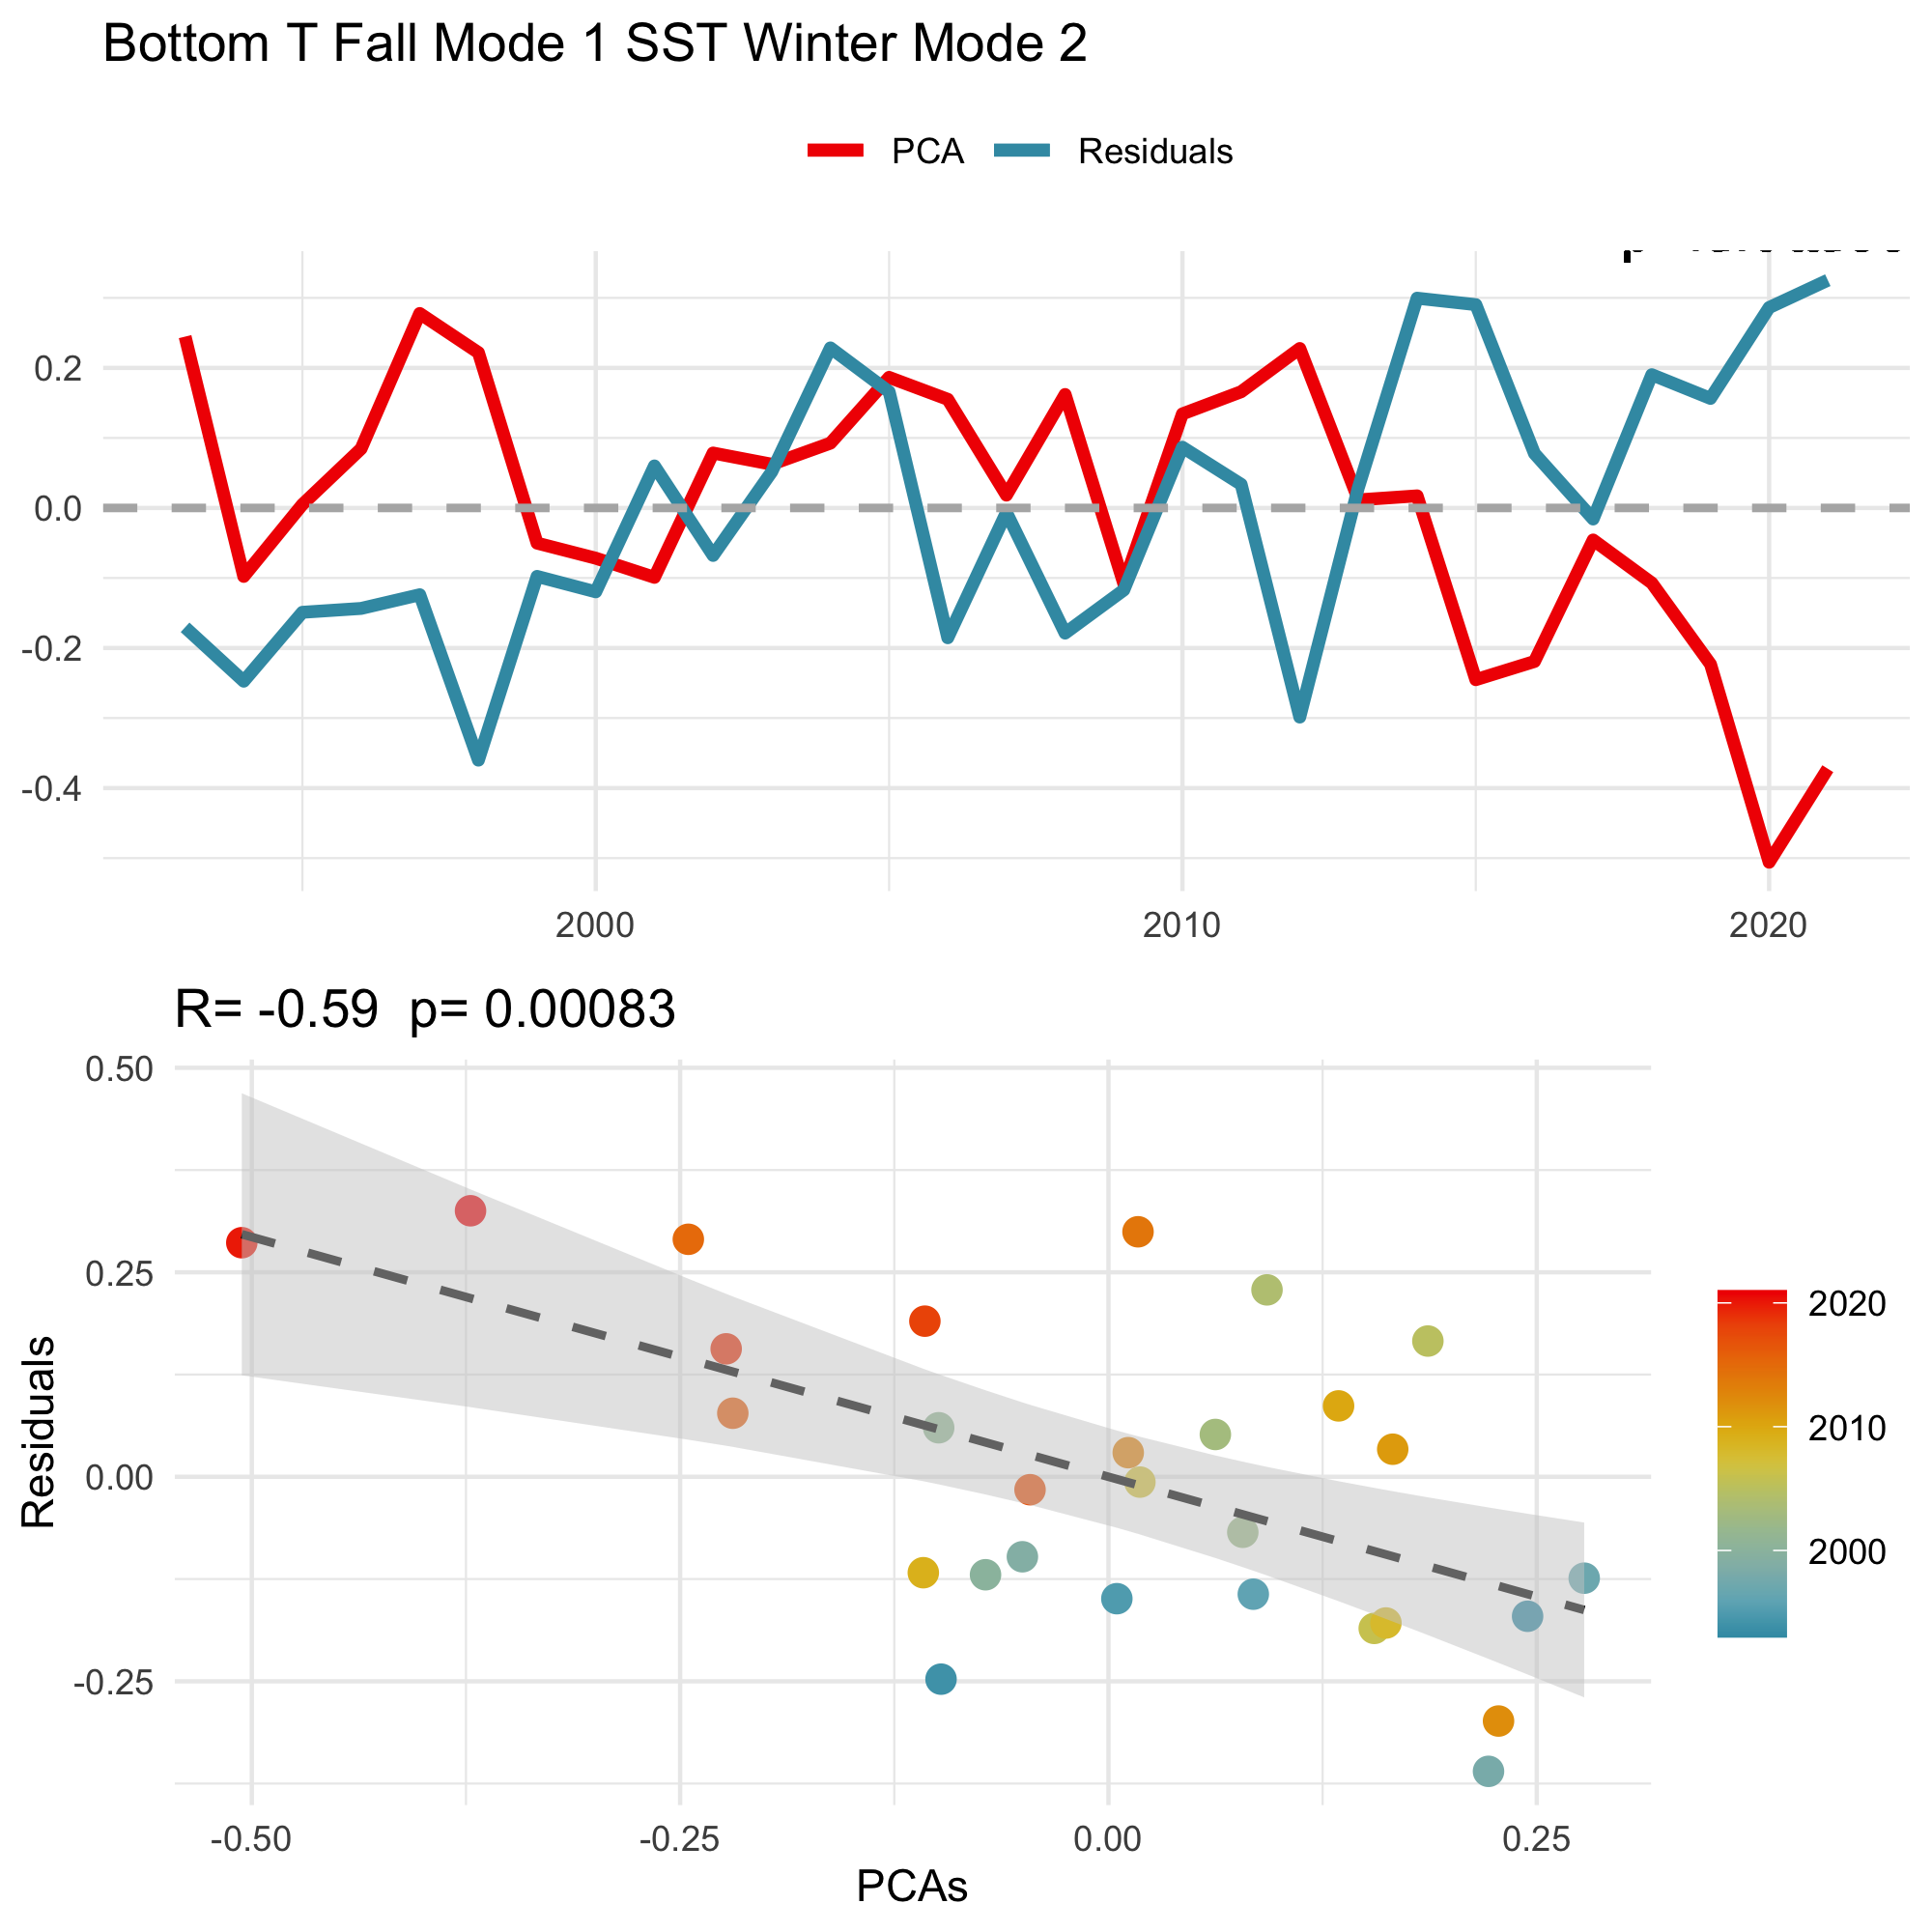 Bottom T Fall Mode 1 SST Winter Mode 2
PCA Residuals
0.2
0.0
-0.2
-0.4
2000 2010 2020
R= -0.59 p= 0.00083
Residuals
0.50
0.25
0.00
-0.25
-0.50 -0.25 0.00 0.25
PCAs
2020
2010
2000